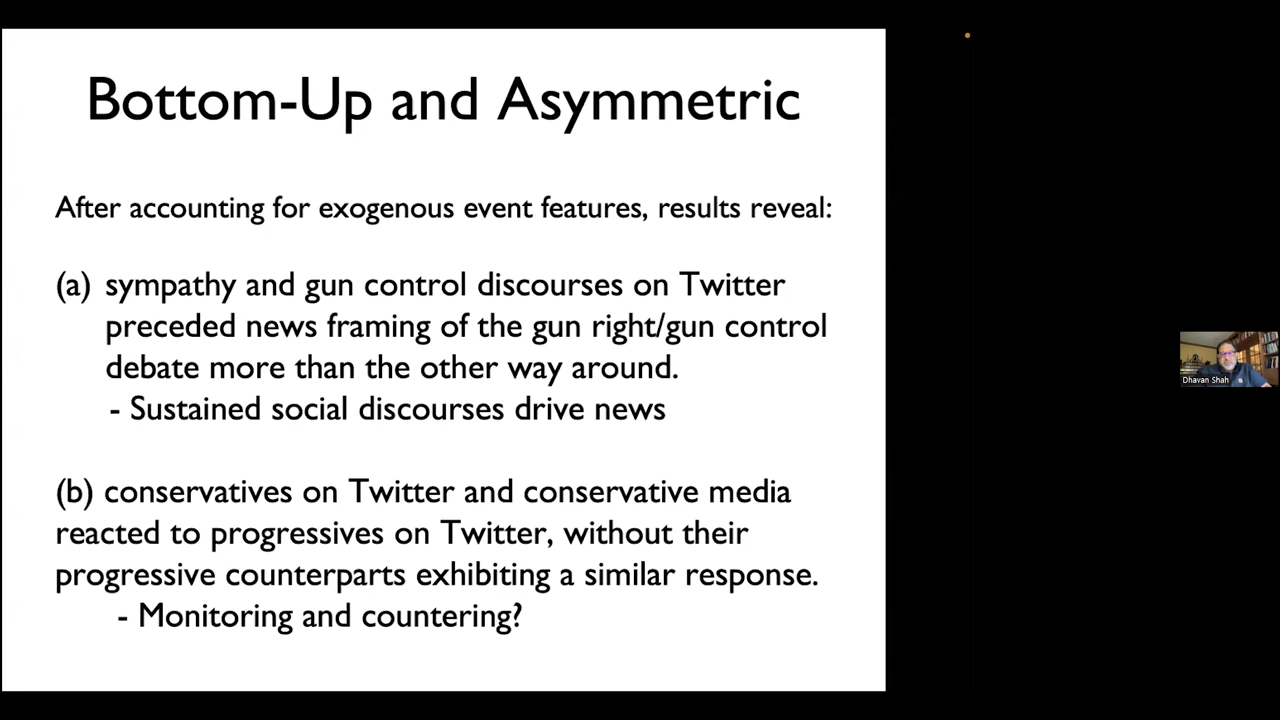 Bottom-Up and Asymmetric
After accounting for exogenous event features, results reveal:
(a) sympathy and gun control discourses on Twitter
preceded news framing of the gun right/gun control
debate more than the other way around.
- Sustained social discourses drive news
(b) conservatives on Twitter and conservative media
reacted to progressives on Twitter, without their
progressive counterparts exhibiting a similar response.
- Monitoring and countering?
Dhavan Shah